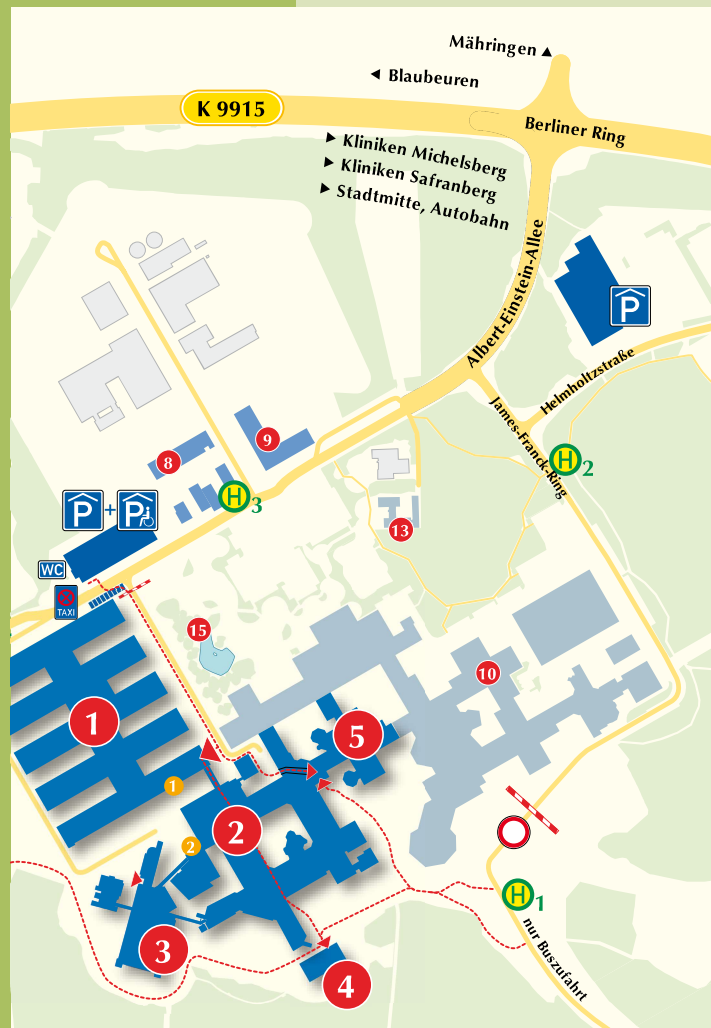 Mähringen ▲
◄ Blaubeuren
K 9915
Berliner Ring
► Kliniken Michelsberg
► Kliniken Safranberg
► Stadtmitte, Autobahn
Albert-Einstein-Allee
P
Helmholtzstraße
James-Franck-Ring
9
8
H 2
H 3
P + P
13
WC
TAXI
15
10
1
5
1
2
2
H 1
3
4
nur Buszufahrt